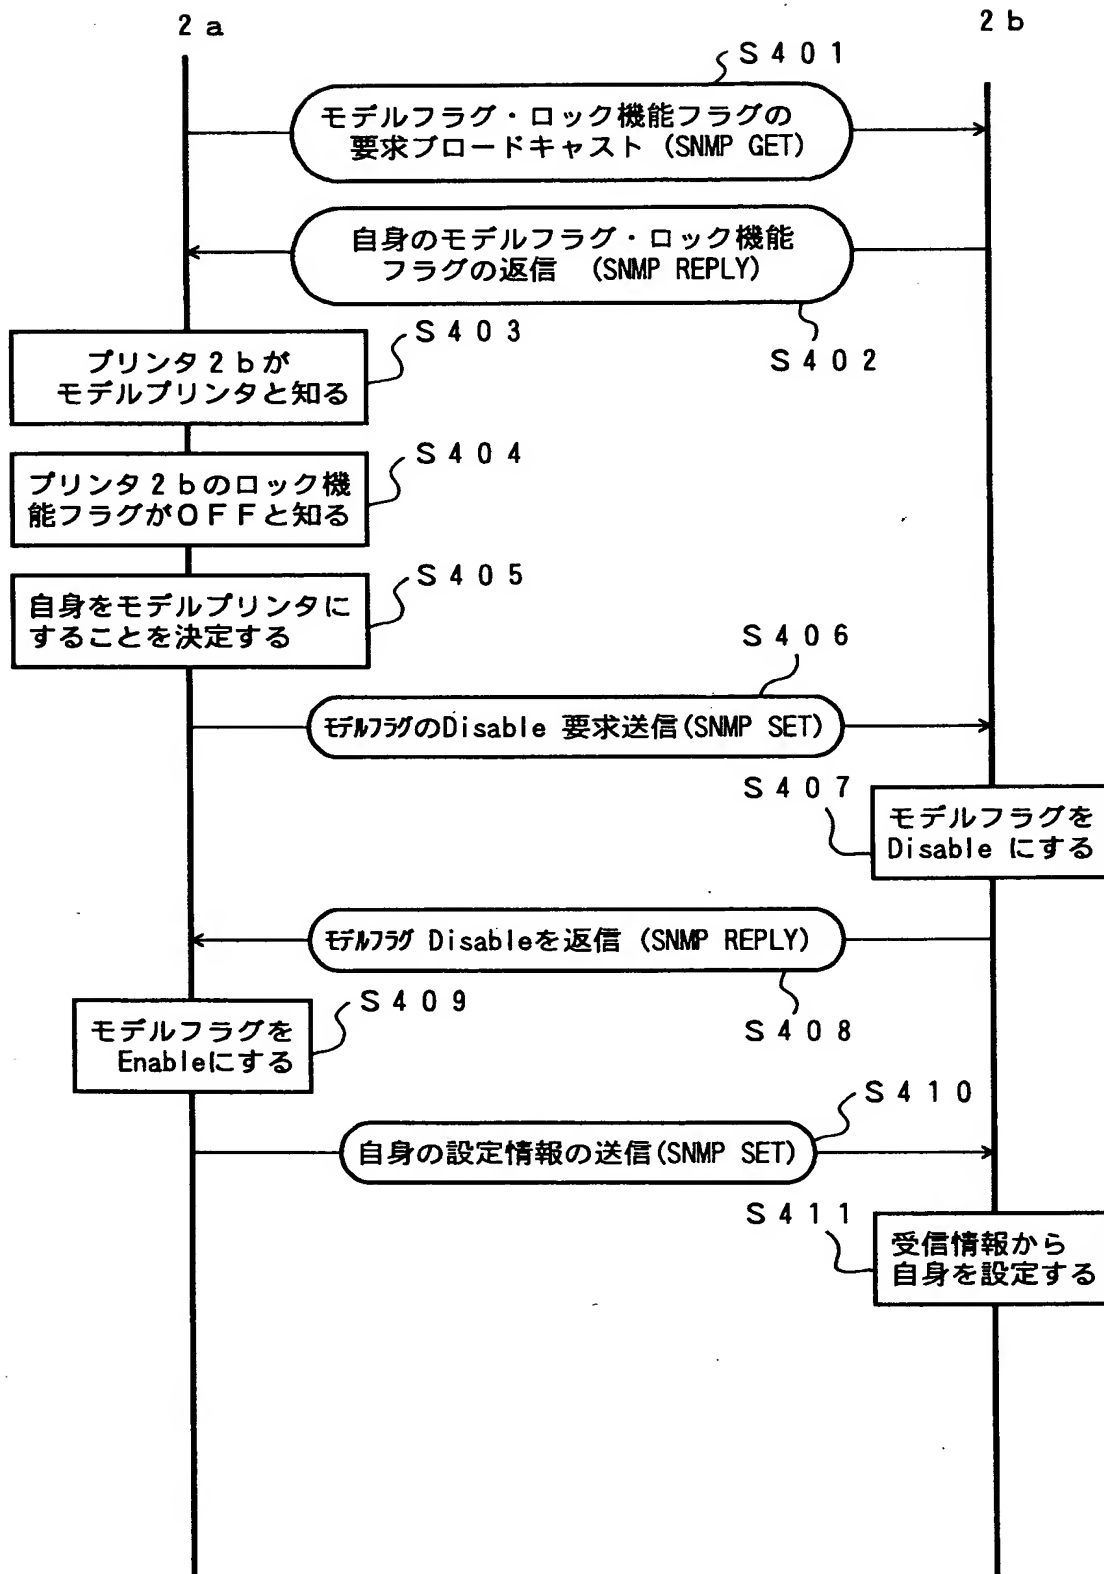 2a
2b
S401
モデルフラグ・ロック機能フラグの
要求ブロードキャスト (SNMP GET)
自身のモデルフラグ・ロック機能
フラグの返信 (SNMP REPLY)
S402
S403
プリンタ2bが
モデルプリンタと知る
S404
プリンタ2bのロック機
能フラグがOFFと知る
S405
自身をモデルプリンタに
することを決定する
S406
モデルフラグのDisable 要求送信(SNMP SET)
S407
モデルフラグを
Disable にする
モデルフラグ Disableを返信 (SNMP REPLY)
S408
S409
モデルフラグを
Enableにする
S410
自身の設定情報の送信(SNMP SET)
S411
受信情報から
自身を設定する